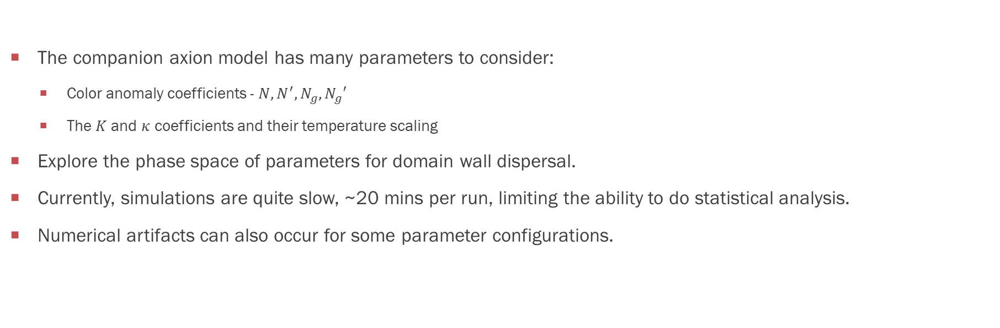 The companion axion model has many parameters to consider:
Color anomaly coefficients - N, N′, N_g, N_g′
The K and κ coefficients and their temperature scaling
Explore the phase space of parameters for domain wall dispersal.
Currently, simulations are quite slow, ~20 mins per run, limiting the ability to do statistical analysis.
Numerical artifacts can also occur for some parameter configurations.